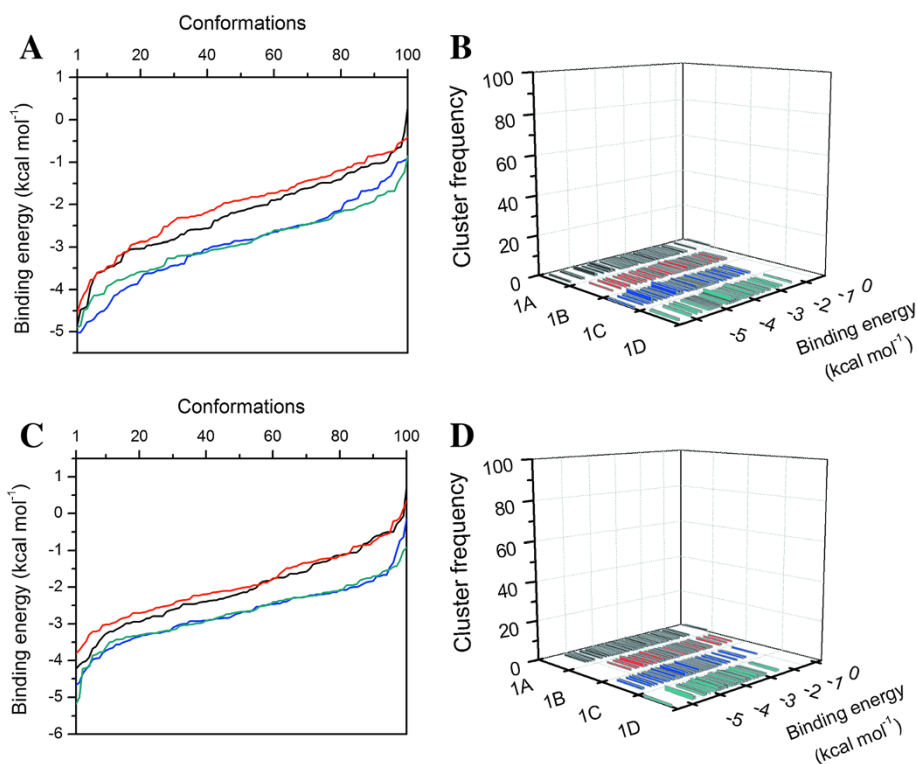 A
Conformations
1 20 40 60 80 100
1
0
-1
-2
-3
-4
-5
Binding energy (kcal mol⁻¹)
B
100
80
60
40
20
0
Cluster frequency
1A
1B
1C
1D
-5 -4 -3 -2 -1 0
Binding energy
(kcal mol⁻¹)
C
Conformations
1 20 40 60 80 100
1
0
-1
-2
-3
-4
-5
-6
Binding energy (kcal mol⁻¹)
D
100
80
60
40
20
0
Cluster frequency
1A
1B
1C
1D
-5 -4 -3 -2 -1 0
Binding energy
(kcal mol⁻¹)